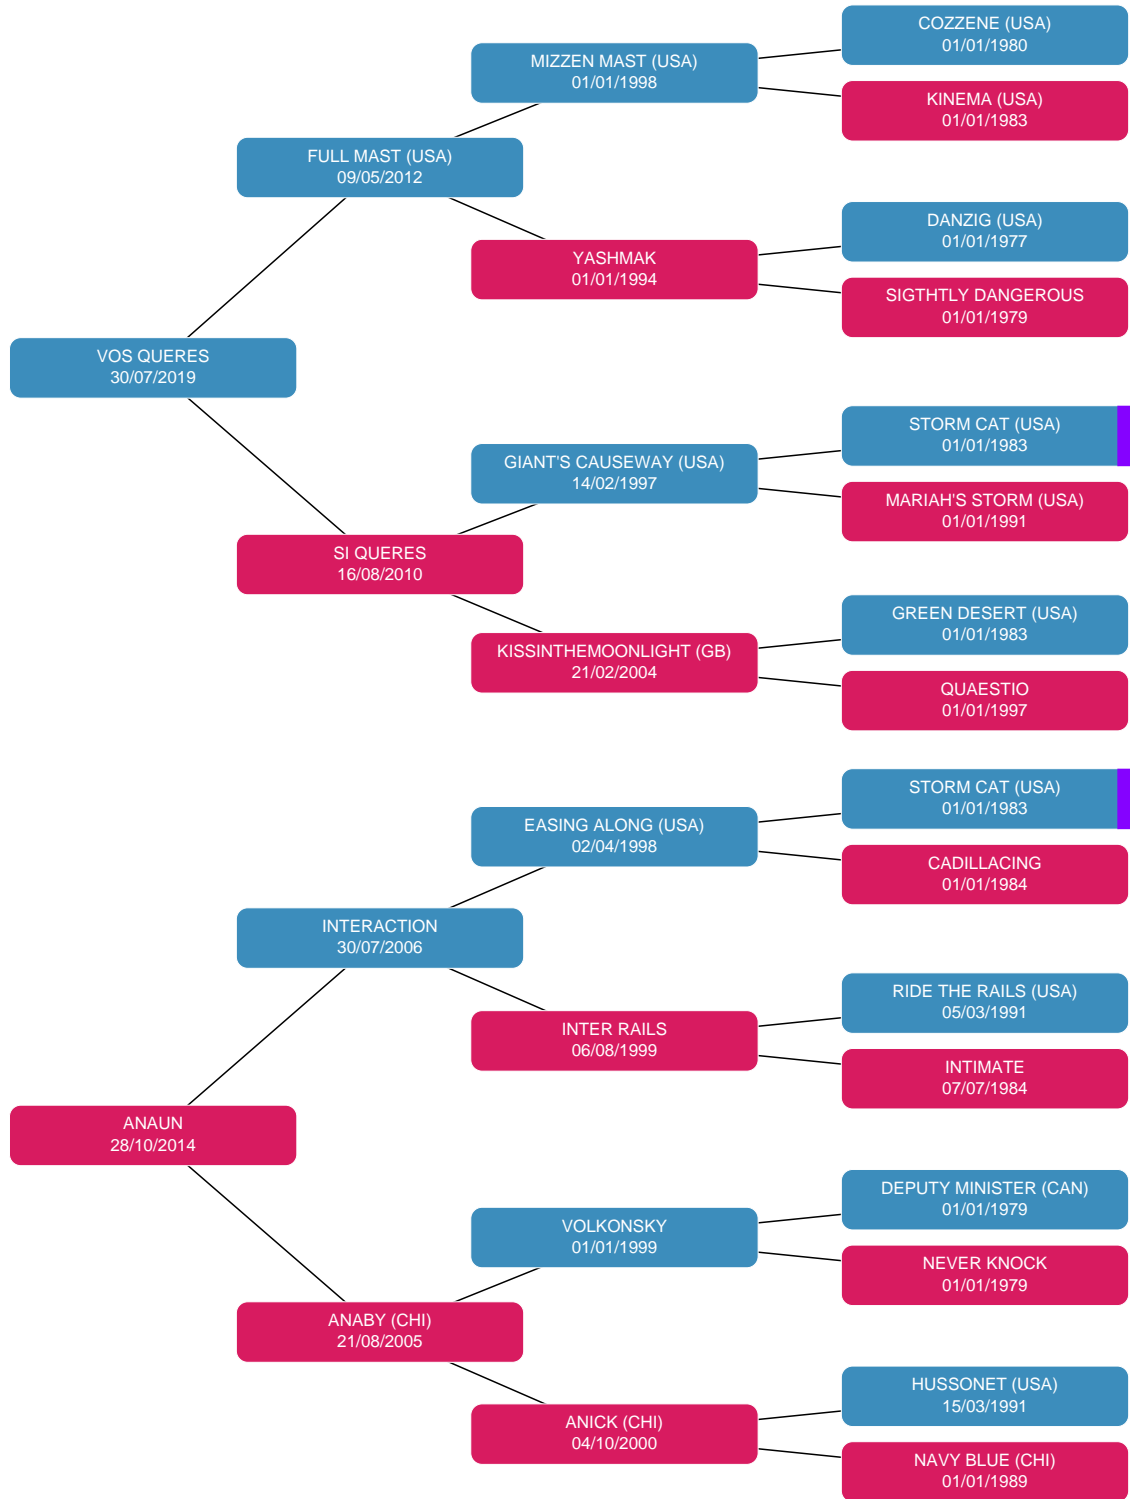 COZZENE (USA)
01/01/1980
MIZZEN MAST (USA)
01/01/1998
KINEMA (USA)
01/01/1983
FULL MAST (USA)
09/05/2012
DANZIG (USA)
01/01/1977
YASHMAK
01/01/1994
SIGTHTLY DANGEROUS
01/01/1979
VOS QUERES
30/07/2019
STORM CAT (USA)
01/01/1983
GIANT'S CAUSEWAY (USA)
14/02/1997
MARIAH'S STORM (USA)
01/01/1991
SI QUERES
16/08/2010
GREEN DESERT (USA)
01/01/1983
KISSINTHEMOONLIGHT (GB)
21/02/2004
QUAESTIO
01/01/1997
STORM CAT (USA)
01/01/1983
EASING ALONG (USA)
02/04/1998
CADILLACING
01/01/1984
INTERACTION
30/07/2006
RIDE THE RAILS (USA)
05/03/1991
INTER RAILS
06/08/1999
INTIMATE
07/07/1984
ANAUN
28/10/2014
DEPUTY MINISTER (CAN)
01/01/1979
VOLKONSKY
01/01/1999
NEVER KNOCK
01/01/1979
ANABY (CHI)
21/08/2005
HUSSONET (USA)
15/03/1991
ANICK (CHI)
04/10/2000
NAVY BLUE (CHI)
01/01/1989